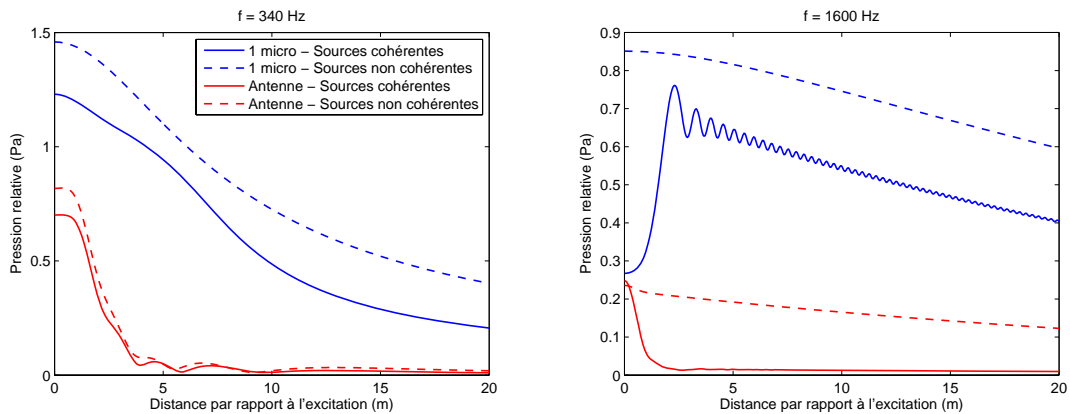 f = 340 Hz
1.5
1
0.5
0
Pression relative (Pa)
0
5
10
15
20
Distance par rapport à l'excitation (m)
1 micro − Sources cohérentes
1 micro − Sources non cohérentes
Antenne − Sources cohérentes
Antenne − Sources non cohérentes
f = 1600 Hz
0.9
0.8
0.7
0.6
0.5
0.4
0.3
0.2
0.1
0
Pression relative (Pa)
0
5
10
15
20
Distance par rapport à l'excitation (m)